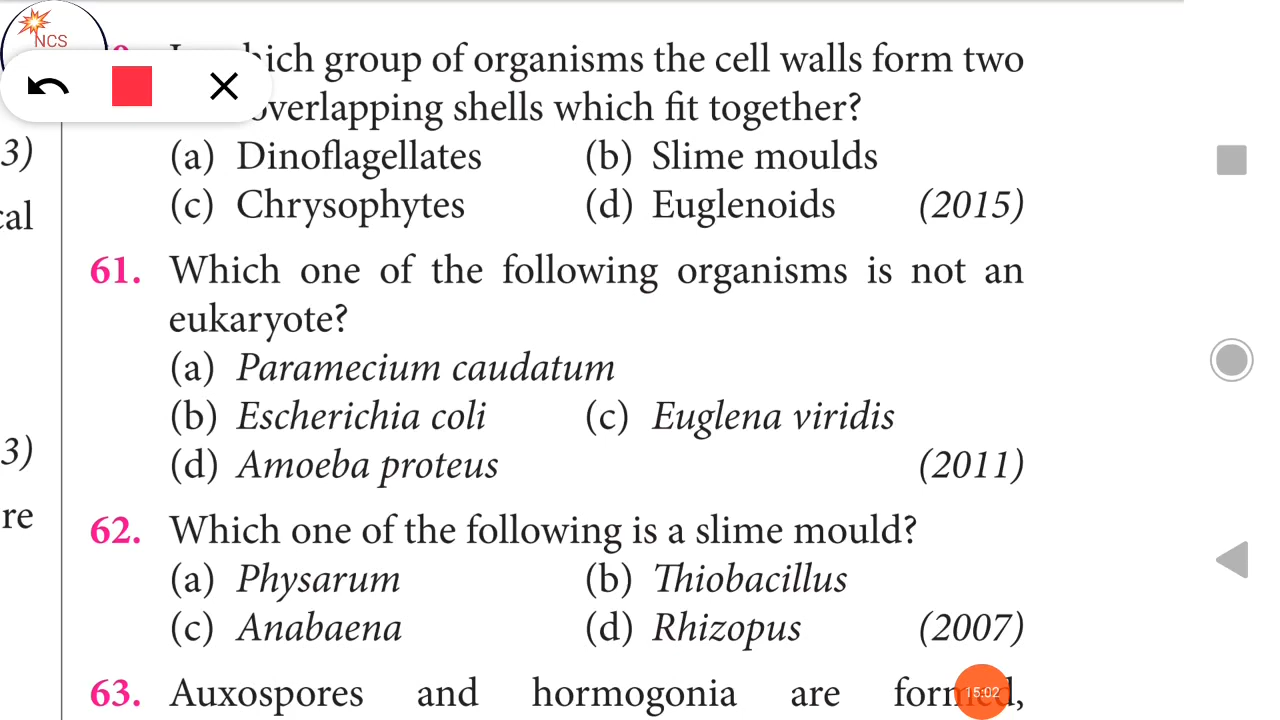 NCS
which group of organisms the cell walls form two
overlapping shells which fit together?
(a) Dinoflagellates (b) Slime moulds
(c) Chrysophytes (d) Euglenoids (2015)
3)
cal
61. Which one of the following organisms is not an
eukaryote?
(a) Paramecium caudatum
(b) Escherichia coli (c) Euglena viridis
(d) Amoeba proteus (2011)
3)
re
62. Which one of the following is a slime mould?
(a) Physarum (b) Thiobacillus
(c) Anabaena (d) Rhizopus (2007)
63. Auxospores and hormogonia are formed,
15:02